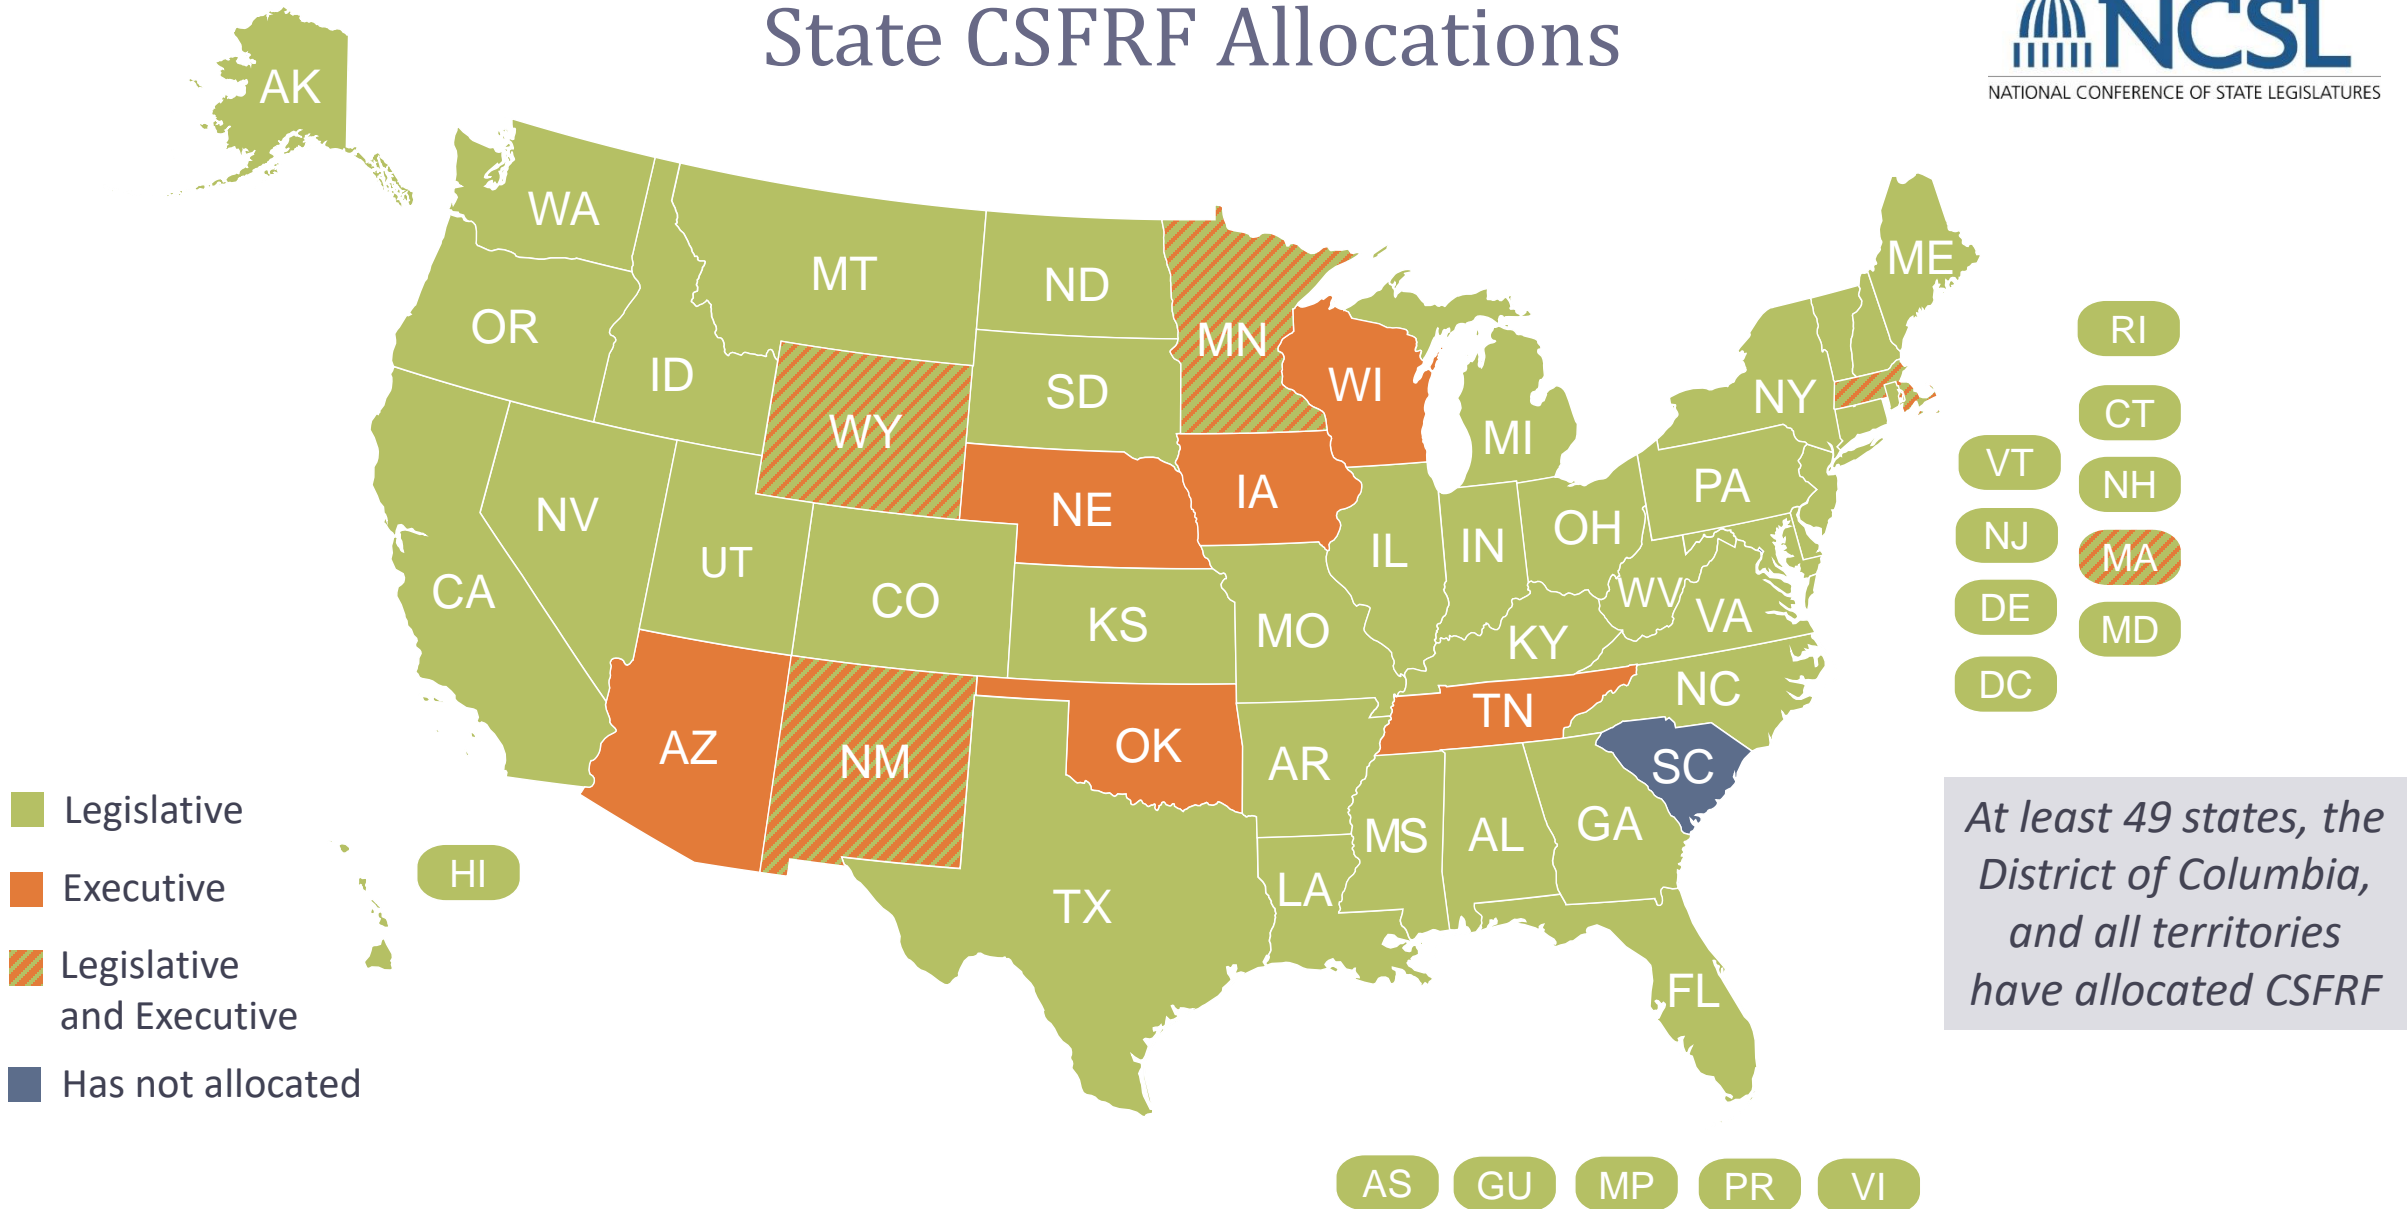 State CSFRF Allocations
NCSL
NATIONAL CONFERENCE OF STATE LEGISLATURES
AK
WA
MT
ND
MN
ME
OR
ID
SD
WI
RI
WY
MI
NY
CT
NV
NE
IA
PA
VT
NH
UT
CO
IL
IN
OH
NJ
MA
CA
KS
MO
WV
VA
DE
MD
KY
AZ
NM
OK
TN
NC
DC
AR
SC
MS
AL
GA
LA
TX
FL
HI
Legislative
Executive
Legislative
and Executive
Has not allocated
At least 49 states, the
District of Columbia,
and all territories
have allocated CSFRF
AS
GU
MP
PR
VI